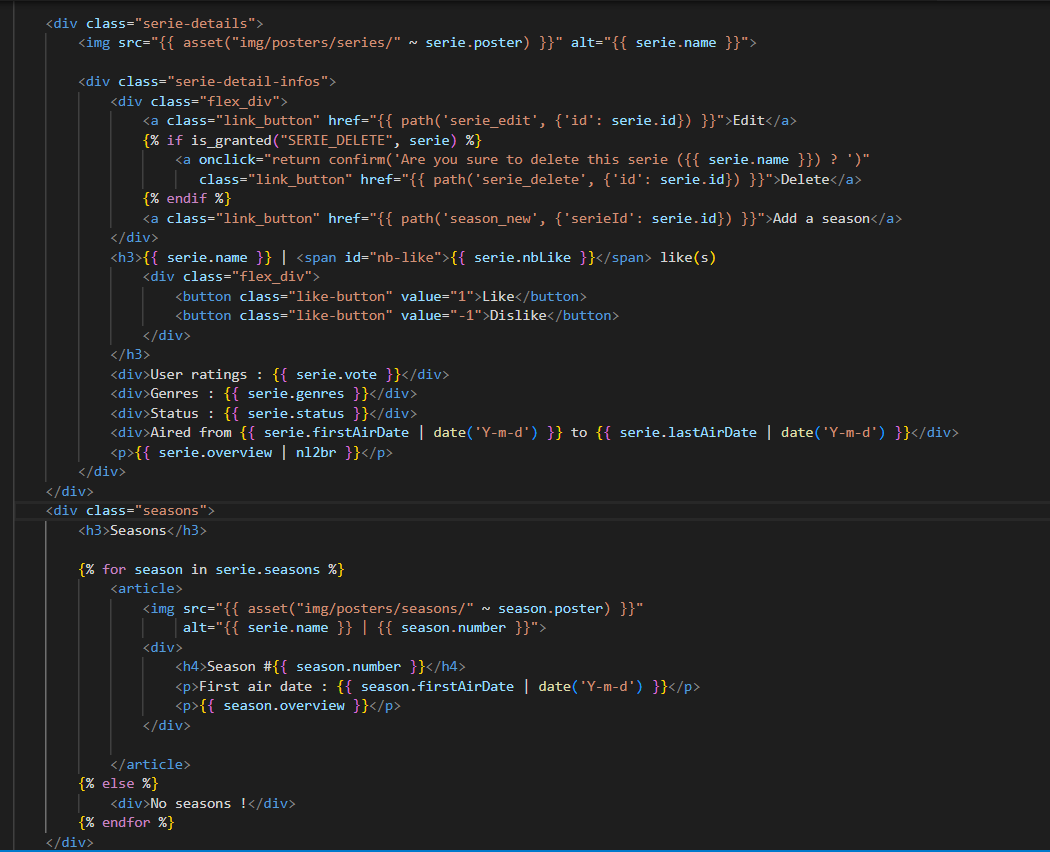 <div class="serie-details">
<img src="{{ asset("img/posters/series/" ~ serie.poster) }}" alt="{{ serie.name }}">
<div class="serie-detail-infos">
<div class="flex_div">
<a class="link_button" href="{{ path('serie_edit', {'id': serie.id}) }}">Edit</a>
{% if is_granted("SERIE_DELETE", serie) %}
<a onclick="return confirm('Are you sure to delete this serie ({{ serie.name }}) ? ')"
class="link_button" href="{{ path('serie_delete', {'id': serie.id}) }}">Delete</a>
{% endif %}
<a class="link_button" href="{{ path('season_new', {'serieId': serie.id}) }}">Add a season</a>
</div>
<h3>{{ serie.name }} | <span id="nb-like">{{ serie.nbLike }}</span> like(s)
<div class="flex_div">
<button class="like-button" value="1">Like</button>
<button class="like-button" value="-1">Dislike</button>
</div>
</h3>
<div>User ratings : {{ serie.vote }}</div>
<div>Genres : {{ serie.genres }}</div>
<div>Status : {{ serie.status }}</div>
<div>Aired from {{ serie.firstAirDate | date('Y-m-d') }} to {{ serie.lastAirDate | date('Y-m-d') }}</div>
<p>{{ serie.overview | nl2br }}</p>
</div>
</div>
<div class="seasons">
<h3>Seasons</h3>
{% for season in serie.seasons %}
<article>
<img src="{{ asset("img/posters/seasons/" ~ season.poster) }}"
alt="{{ serie.name }} | {{ season.number }}">
<div>
<h4>Season #{{ season.number }}</h4>
<p>First air date : {{ season.firstAirDate | date('Y-m-d') }}</p>
<p>{{ season.overview }}</p>
</div>
</article>
{% else %}
<div>No seasons !</div>
{% endfor %}
</div>